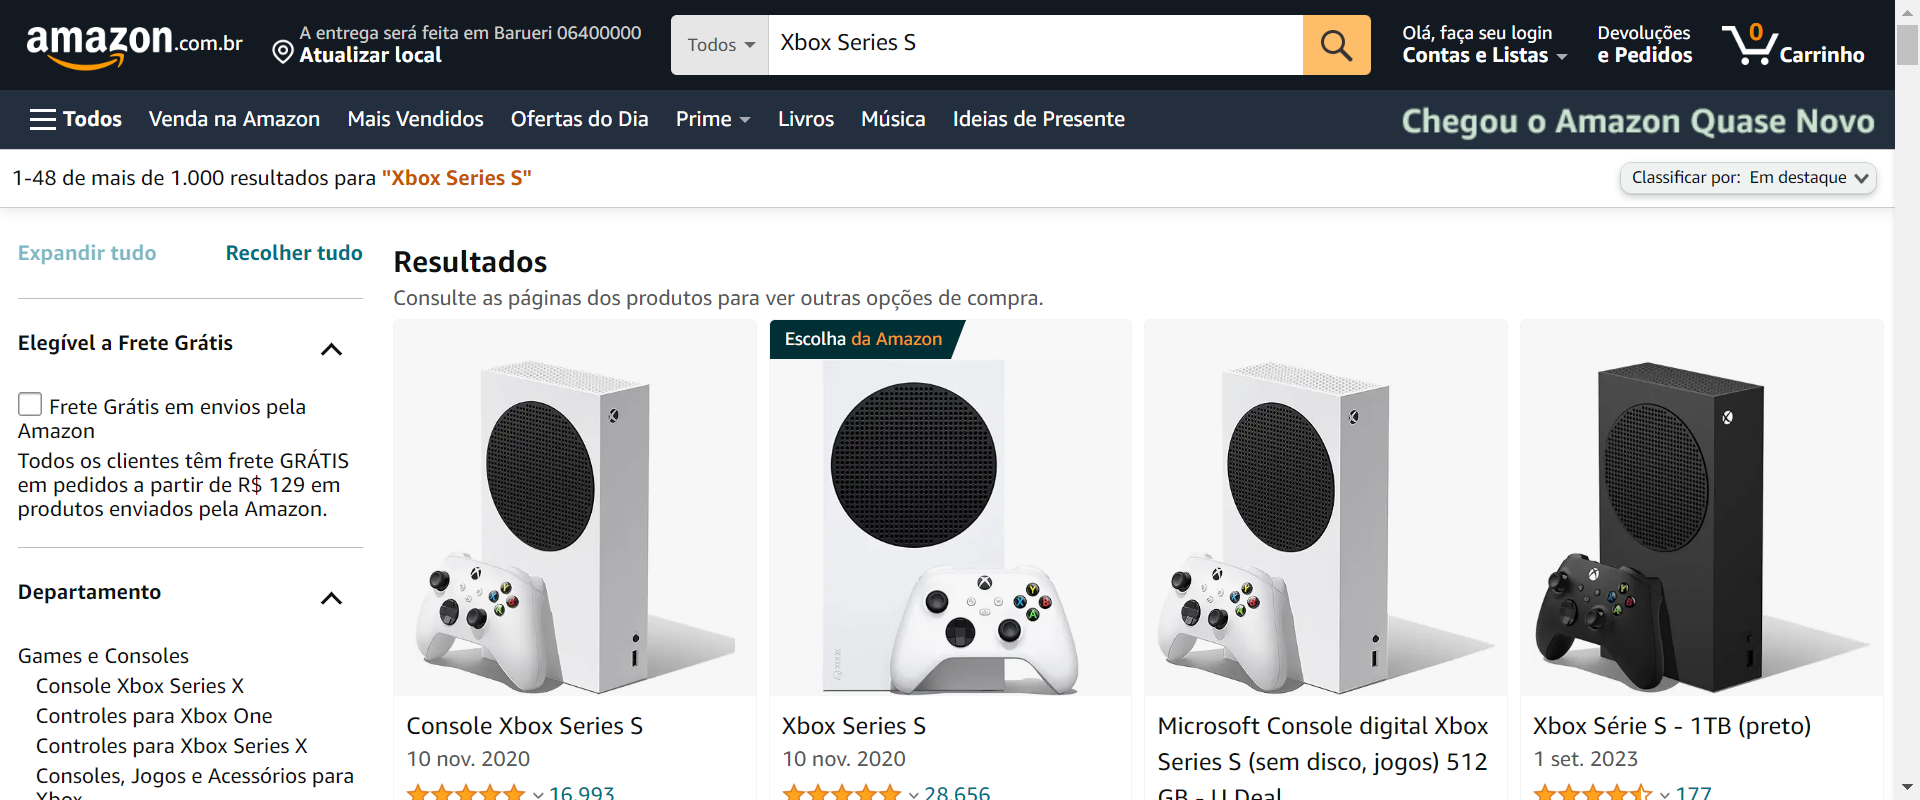 amazon.com.br
A entrega será feita em Barueri 06400000
Atualizar local
Todos
Xbox Series S
Olá, faça seu login
Contas e Listas
Devoluções
e Pedidos
0
Carrinho
Todos
Venda na Amazon
Mais Vendidos
Ofertas do Dia
Prime
Livros
Música
Ideias de Presente
Chegou o Amazon Quase Novo
1-48 de mais de 1.000 resultados para "Xbox Series S"
Classificar por: Em destaque
Expandir tudo
Recolher tudo
Elegível a Frete Grátis
Frete Grátis em envios pela
Amazon
Todos os clientes têm frete GRÁTIS
em pedidos a partir de R$ 129 em
produtos enviados pela Amazon.
Departamento
Games e Consoles
Console Xbox Series X
Controles para Xbox One
Controles para Xbox Series X
Consoles, Jogos e Acessórios para
Xbox
Resultados
Consulte as páginas dos produtos para ver outras opções de compra.
Escolha da Amazon
Console Xbox Series S
10 nov. 2020
16.993
Xbox Series S
10 nov. 2020
28.656
Microsoft Console digital Xbox
Series S (sem disco, jogos) 512
GB - U Deal
Xbox Série S - 1TB (preto)
1 set. 2023
177